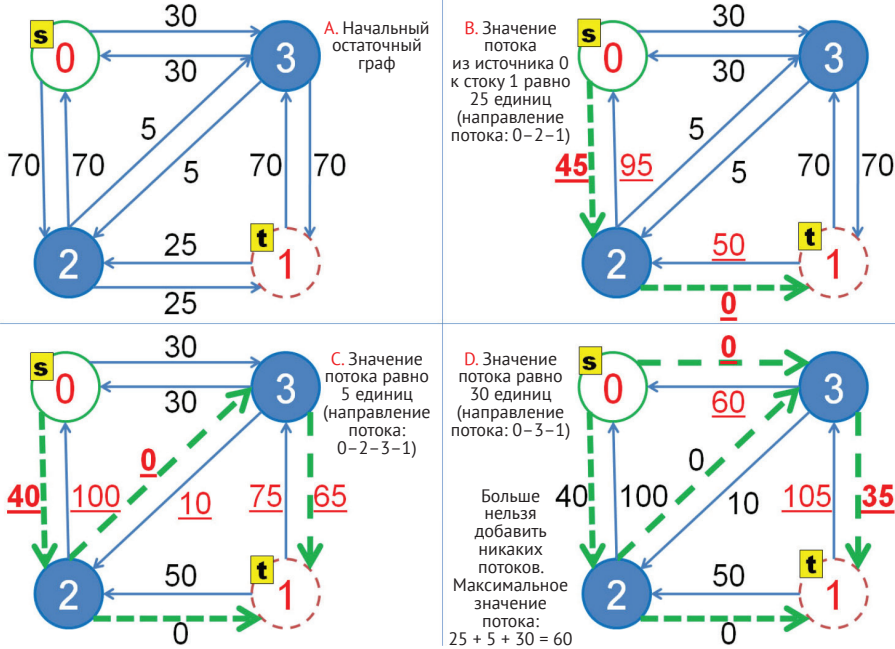 30
s
0
3
A. Начальный
остаточный
граф
30
5
5
70
70
70
70
25
t
2
1
25
30
s
0
3
B. Значение
потока
из источника 0
к стоку 1 равно
25 единиц
(направление
потока: 0–2–1)
30
5
5
45
95
70
70
50
t
2
1
0
30
s
0
3
C. Значение
потока равно
5 единиц
(направление
потока:
0–2–3–1)
30
0
40
100
10
75
65
50
t
2
1
0
0
s
0
3
D. Значение
потока равно
30 единиц
(направление
потока: 0–3–1)
60
0
40
100
10
105
35
Больше
нельзя
добавить
никаких
потоков.
Максимальное
значение
потока:
25 + 5 + 30 = 60
50
t
2
1
0